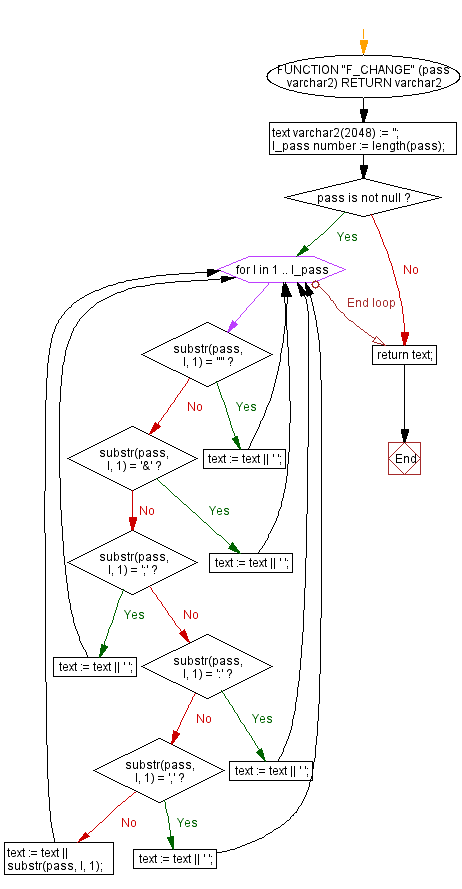 FUNCTION "F_CHANGE" (pass
varchar2) RETURN varchar2
text varchar2(2048) := '';
l_pass number := length(pass);
pass is not null ?
Yes
No
for I in 1 .. l_pass
End loop
substr(pass,
I, 1) = '"' ?
return text;
No
Yes
substr(pass,
I, 1) = '&' ?
text := text || ' ';
End
No
Yes
substr(pass,
I, 1) = ';' ?
text := text || ' ';
Yes
No
text := text || ' ';
substr(pass,
I, 1) = ':' ?
No
Yes
substr(pass,
I, 1) = ',' ?
text := text || ' ';
No
Yes
text := text ||
substr(pass, I, 1);
text := text || ' ';